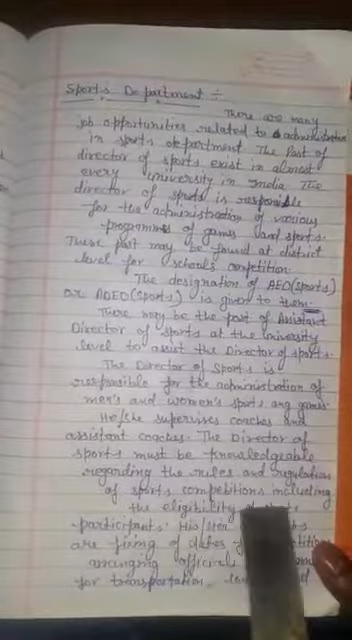 Sports Department :-
There are many
job opportunities related to administration
in sports department The Post of
director of sports exist in almost
every university in India The
director of sports is responsible
for the administration of various
programmes of games and sports.
These post may be found at district
level for schools competition.
The designation of AEO (sports)
or ADEO (sports) is given to them.
There may be the post of Assistant
Director of sports at the university
level to assist the Director of sports.
The Director of Sports is
responsible for the administration of
men's and women's sports and games
He/she supervises coaches and
assistant coaches. The Director of
sports must be knowledgeable
regarding the rules and regulations
of sports competitions including
the eligibility of
participants. His/Her
are fixing of dates
arranging officials
for transportation